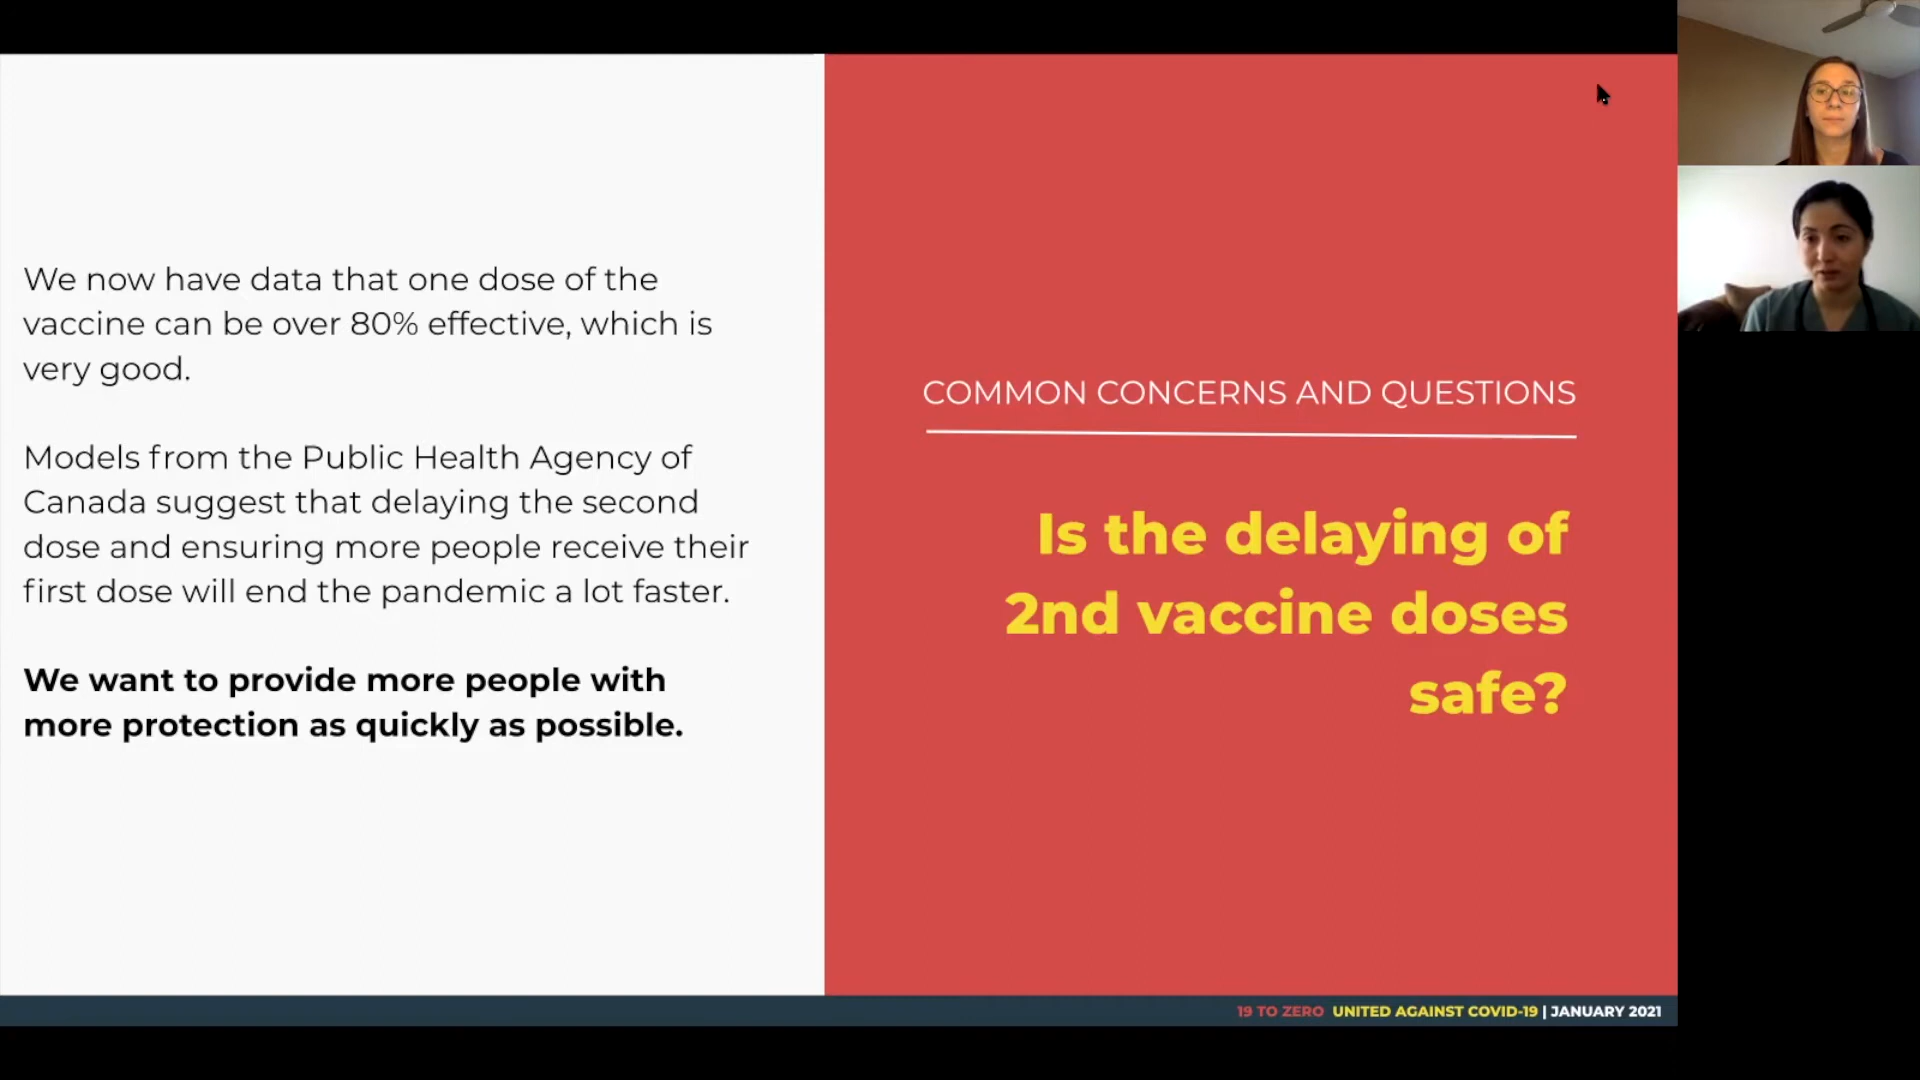 We now have data that one dose of the
vaccine can be over 80% effective, which is
very good.
Models from the Public Health Agency of
Canada suggest that delaying the second
dose and ensuring more people receive their
first dose will end the pandemic a lot faster.
We want to provide more people with
more protection as quickly as possible.
COMMON CONCERNS AND QUESTIONS
Is the delaying of
2nd vaccine doses
safe?
19 TO ZERO UNITED AGAINST COVID-19 | JANUARY 2021